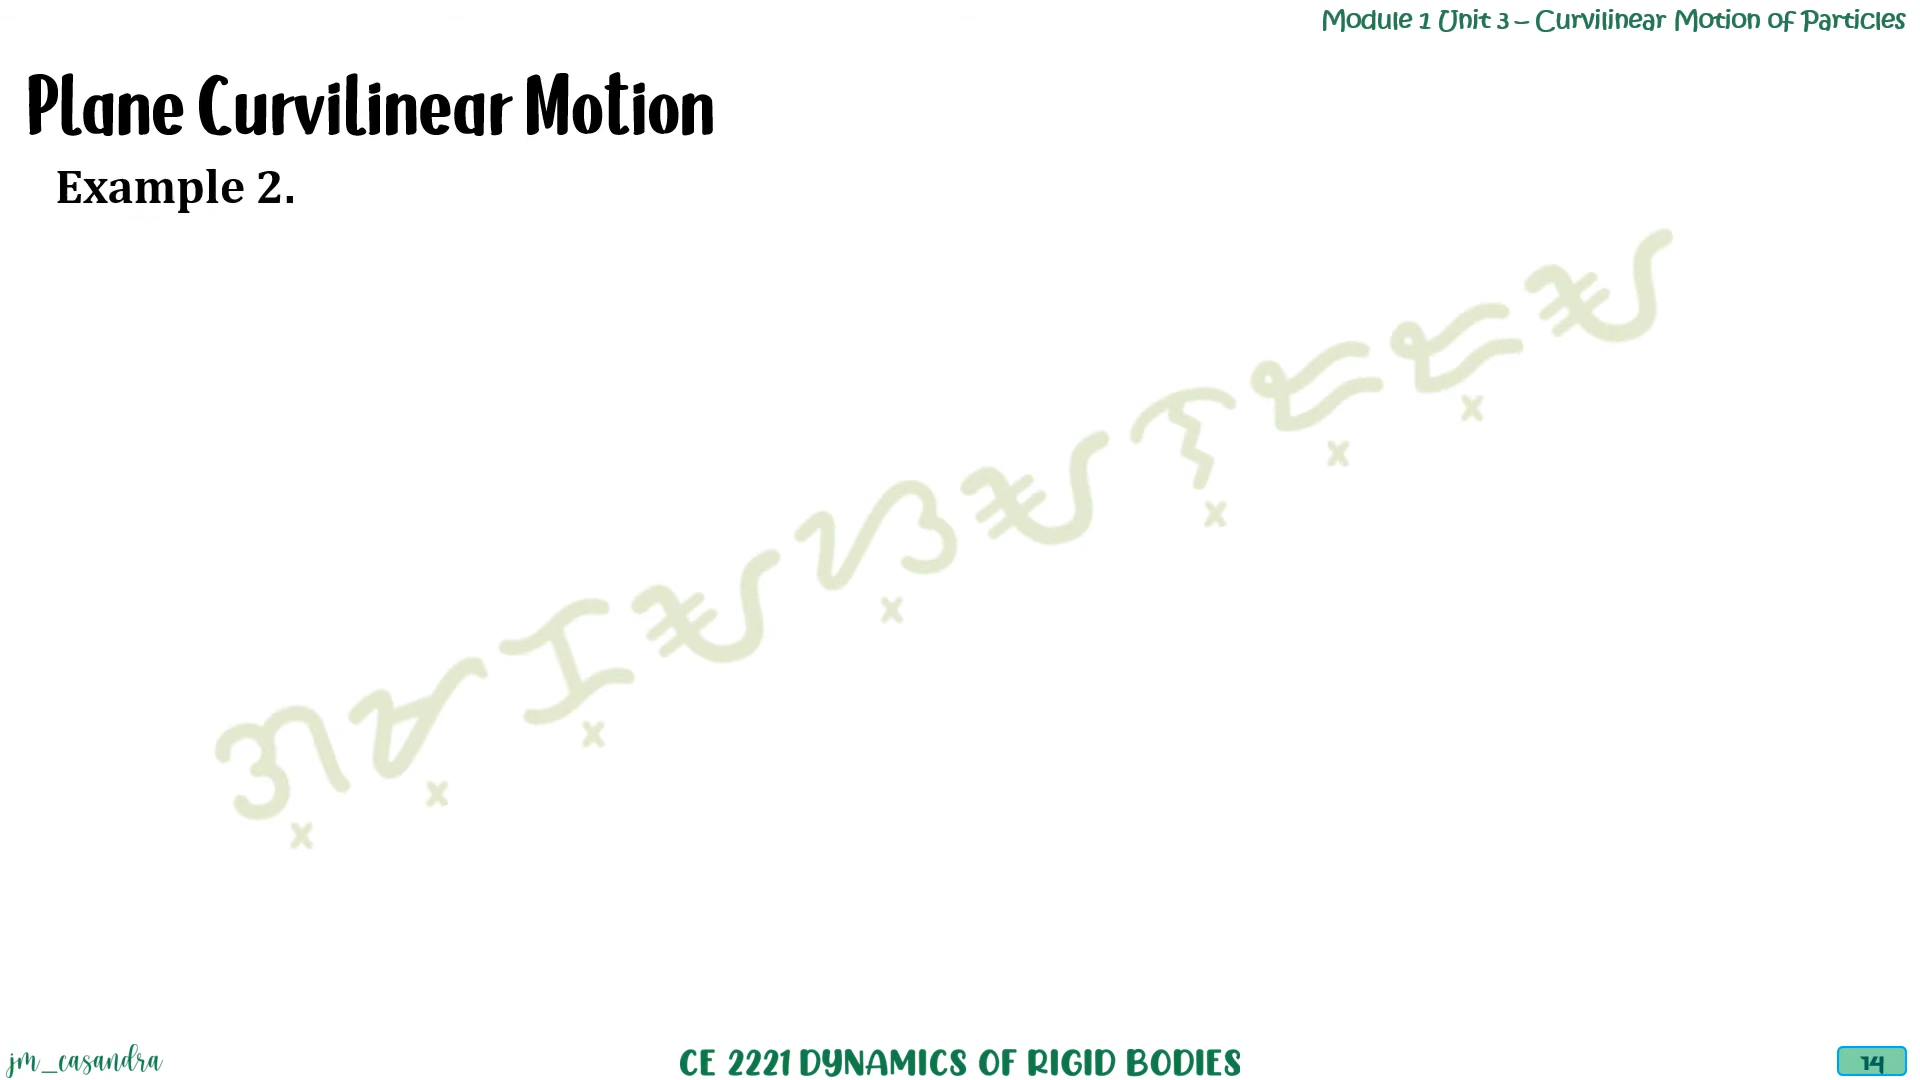 Module 1 Unit 3 – Curvilinear Motion of Particles
Plane Curvilinear Motion
Example 2.
jm_casandra
CE 2221 DYNAMICS OF RIGID BODIES
14